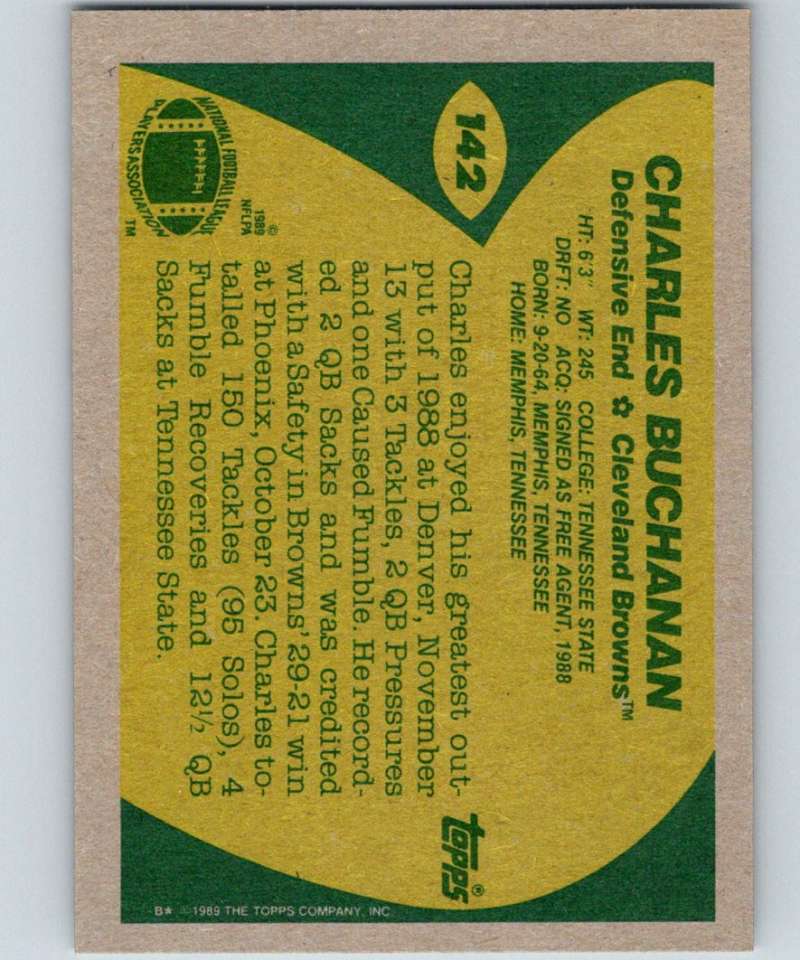 142
CHARLES BUCHANAN
Defensive End ✿ Cleveland Browns™
HT: 6'3" WT: 245 COLLEGE: TENNESSEE STATE
DRFT: NO ACQ: SIGNED AS FREE AGENT, 1988
BORN: 9-20-64, MEMPHIS, TENNESSEE
HOME: MEMPHIS, TENNESSEE
Charles enjoyed his greatest out-
put of 1988 at Denver, November
13 with 3 Tackles, 2 QB Pressures
and one Caused Fumble. He record-
ed 2 QB Sacks and was credited
with a Safety in Browns' 29-21 win
at Phoenix, October 23. Charles to-
talled 150 Tackles (95 Solos), 4
Fumble Recoveries and 12½ QB
Sacks at Tennessee State.
NATIONAL FOOTBALL LEAGUE
PLAYERS ASSOCIATION
TM
©
1989
NFLPA
topps®
B* ©1989 THE TOPPS COMPANY, INC.